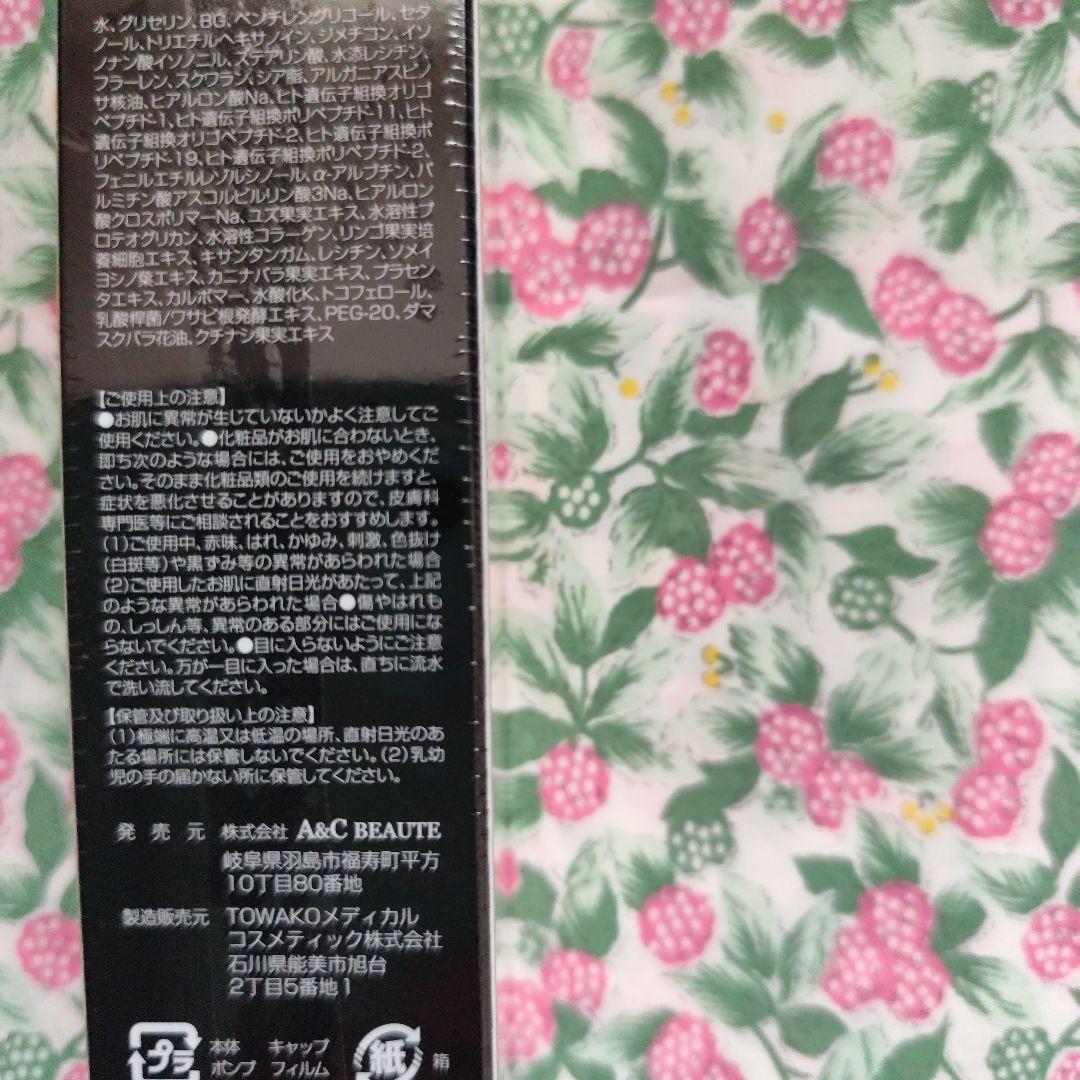 水、グリセリン、BG、ペンチレングリコール、セタ
ノール、トリエチルヘキサノイン、ジメチコン、イソ
ノナン酸イソノニル、ステアリン酸、水添レシチン、
フラーレン、スクワラン、シア脂、アルガニアスピノ
サ核油、ヒアルロン酸Na、ヒト遺伝子組換オリゴ
ペプチド-1、ヒト遺伝子組換ポリペプチド-11、ヒト
遺伝子組換オリゴペプチド-2、ヒト遺伝子組換ポ
リペプチド-19、ヒト遺伝子組換ポリペプチド-2、
フェニルエチルレゾルシノール、α-アルブチン、パ
ルミチン酸アスコルビルリン酸3Na、ヒアルロン
酸クロスポリマーNa、ユズ果実エキス、水溶性プ
ロテオグリカン、水溶性コラーゲン、リンゴ果実培
養細胞エキス、キサンタンガム、レシチン、ソメイ
ヨシノ葉エキス、カニナバラ果実エキス、プラセン
タエキス、カルボマー、水酸化K、トコフェロール、
乳酸桿菌/ワサビ根発酵エキス、PEG-20、ダマ
スクバラ花油、クチナシ果実エキス
【ご使用上の注意】
●お肌に異常が生じていないかよく注意してご
使用ください。●化粧品がお肌に合わないとき、
即ち次のような場合には、ご使用をおやめくだ
さい。そのまま化粧品類のご使用を続けますと、
症状を悪化させることがありますので、皮膚科
専門医等にご相談されることをおすすめします。
(1)ご使用中、赤味、はれ、かゆみ、刺激、色抜け
(白斑等)や黒ずみ等の異常があらわれた場合
(2)ご使用したお肌に直射日光があたって、上記
のような異常があらわれた場合●傷やはれも
の、しっしん等、異常のある部分にはご使用にな
らないでください。●目に入らないようにご注意
ください。万が一目に入った場合は、直ちに流水
で洗い流してください。
【保管及び取り扱い上の注意】
(1)極端に高温又は低温の場所、直射日光のあ
たる場所には保管しないでください。(2)乳幼
児の手の届かない所に保管してください。
発売元 株式会社 A&C BEAUTE
岐阜県羽島市福寿町平方
10丁目80番地
製造販売元 TOWAKOメディカル
コスメティック株式会社
石川県能美市旭台
2丁目5番地1
プラ 本体 キャップ 紙 箱
ポンプ フィルム